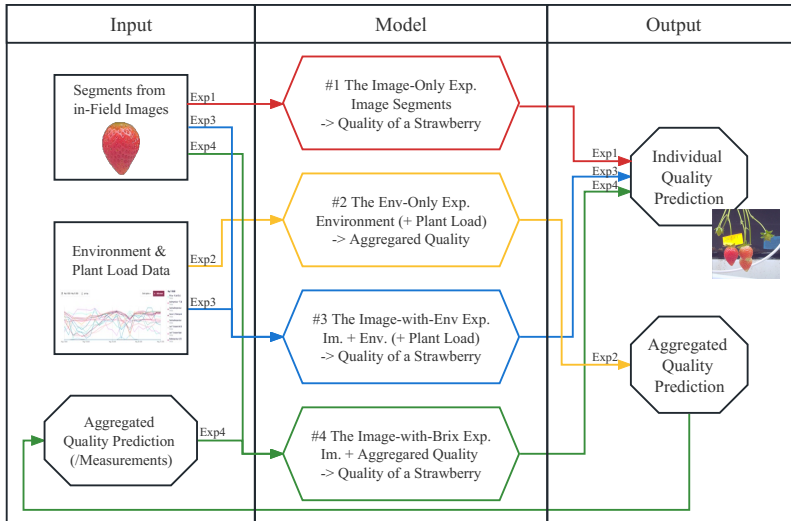 Input
Model
Output
Segments from
in-Field Images
Exp1
Exp3
Exp4
#1 The Image-Only Exp.
Image Segments
-> Quality of a Strawberry
Exp1
Exp3
Exp4
Individual
Quality
Prediction
Environment &
Plant Load Data
Exp2
Exp3
#2 The Env-Only Exp.
Environment (+ Plant Load)
-> Aggregared Quality
#3 The Image-with-Env Exp.
Im. + Env. (+ Plant Load)
-> Quality of a Strawberry
Exp2
Aggregated
Quality
Prediction
Aggregated
Quality Prediction
(/Measurements)
Exp4
#4 The Image-with-Brix Exp.
Im. + Aggregared Quality
-> Quality of a Strawberry